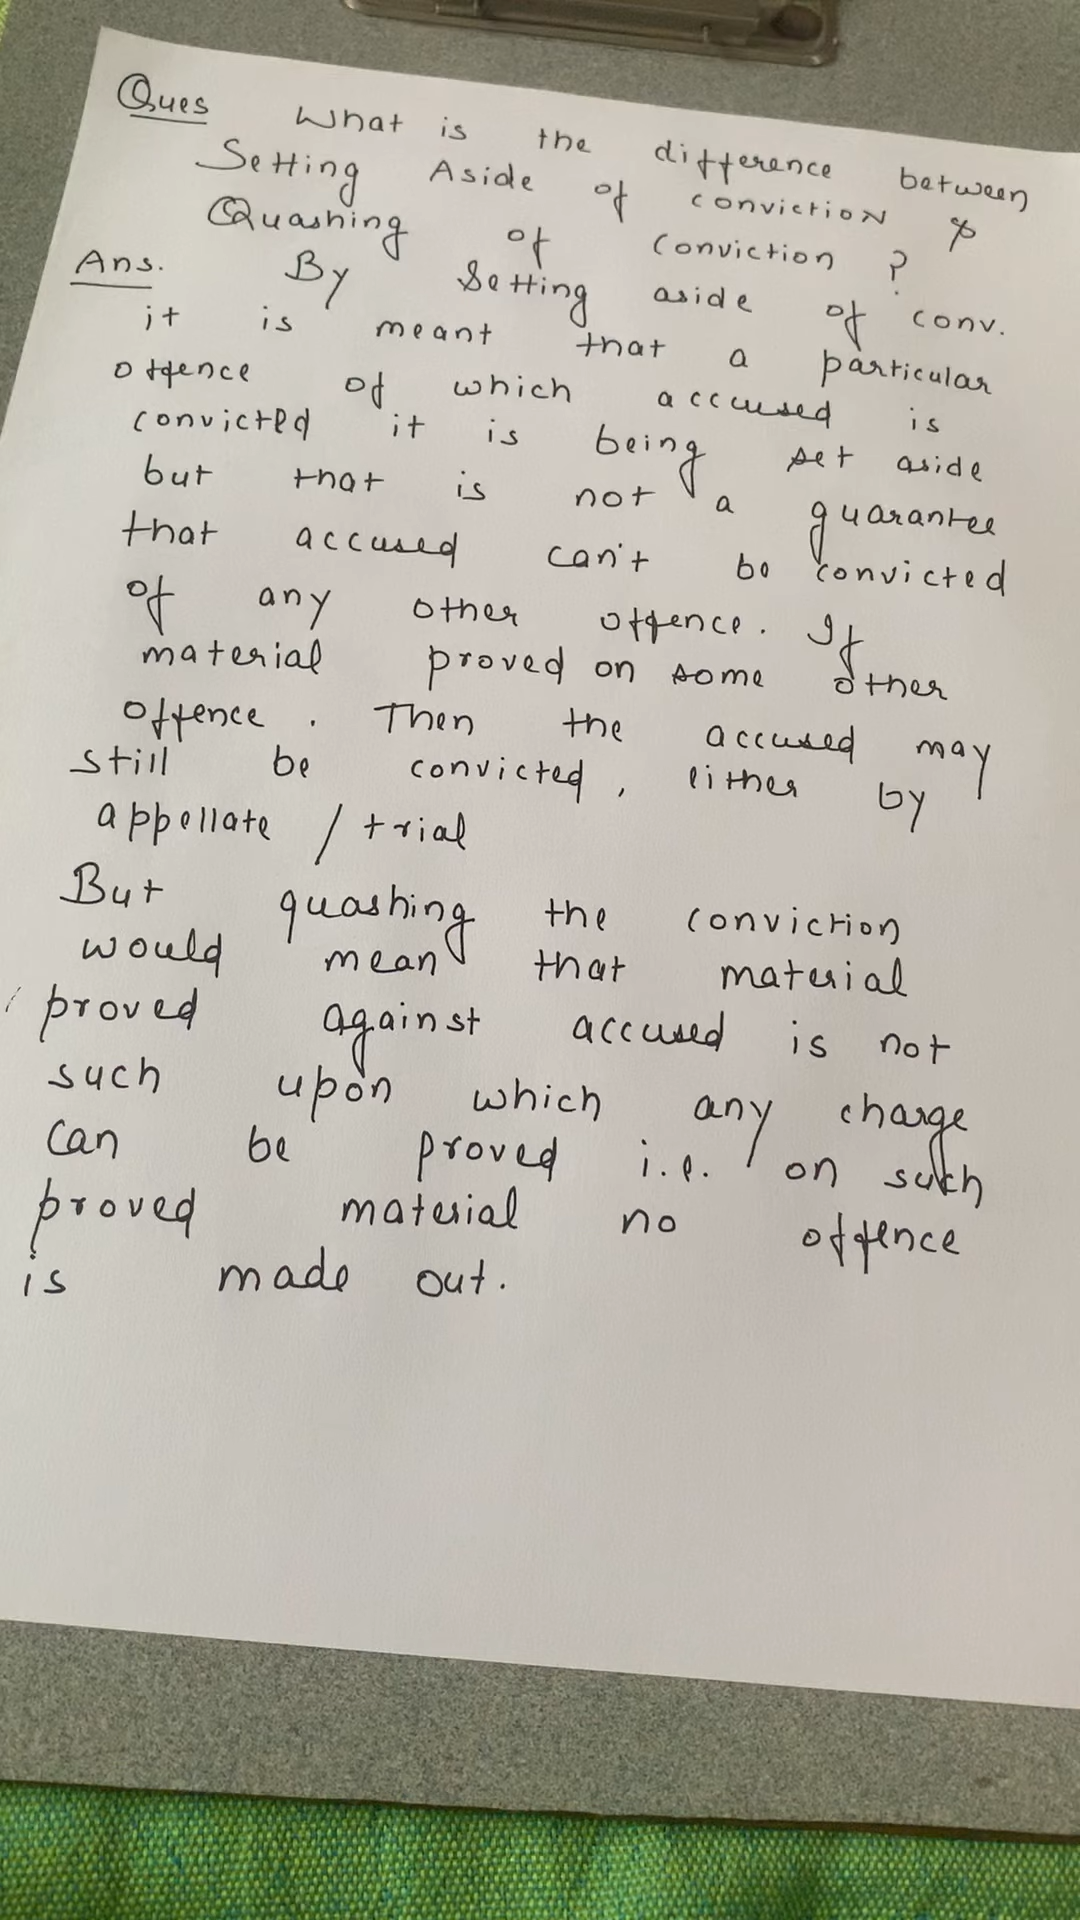 Ques What is the difference between
Setting Aside of conviction &
Quashing of conviction ?
Ans. By Setting aside of conv.
it is meant that a particular
offence of which acccused is
convicted it is being set aside
but that is not a guarantee
that accused can't be convicted
of any other offence. If
material proved on some other
offence . Then the accused may
still be convicted, either by
appellate / trial
But quashing the conviction
would mean that material
proved against accused is not
such upon which any charge
can be proved i.e. on such
proved material no offence
is made out.